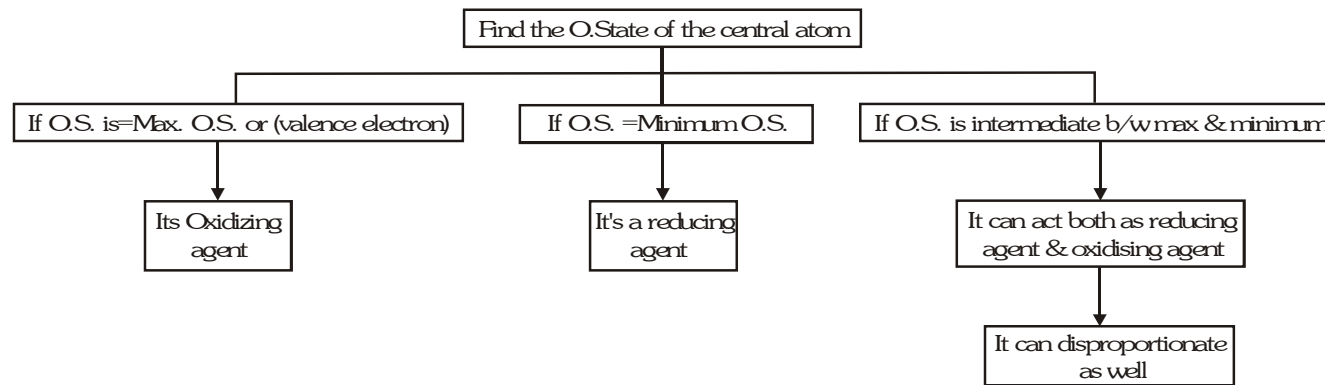 Find the O.State of the central atom
If O.S. is=Max. O.S. or (valence electron)
If O.S. =Minimum O.S.
If O.S. is intermediate b/w max & minimum
Its Oxidizing
agent
It's a reducing
agent
It can act both as reducing
agent & oxidising agent
It can disproportionate
as well